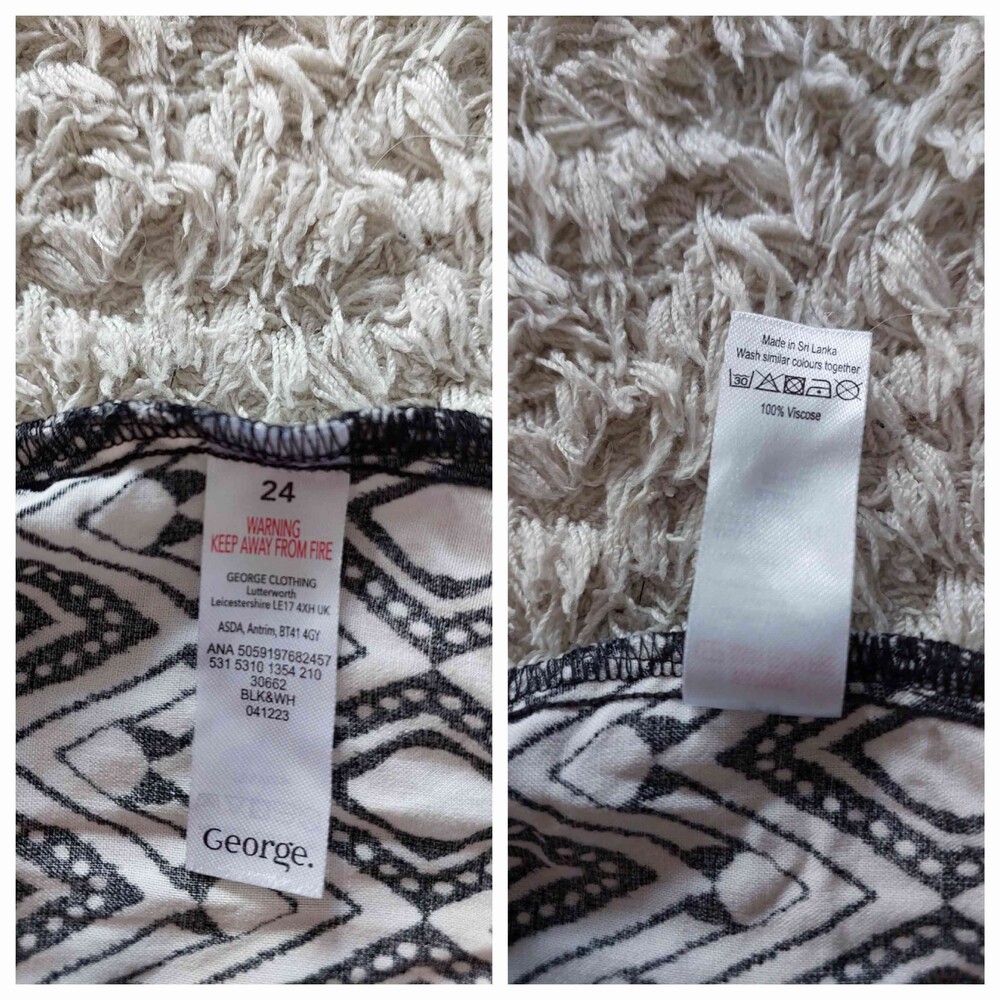 24
WARNING
KEEP AWAY FROM FIRE
GEORGE CLOTHING
Lutterworth
Leicestershire LE17 4XH UK
ASDA, Antrim, BT41 4GY
ANA 5059197682457
531 5310 1354 210
30662
BLK&WH
041223
George.
Made in Sri Lanka
Wash similar colours together
30
100% Viscose